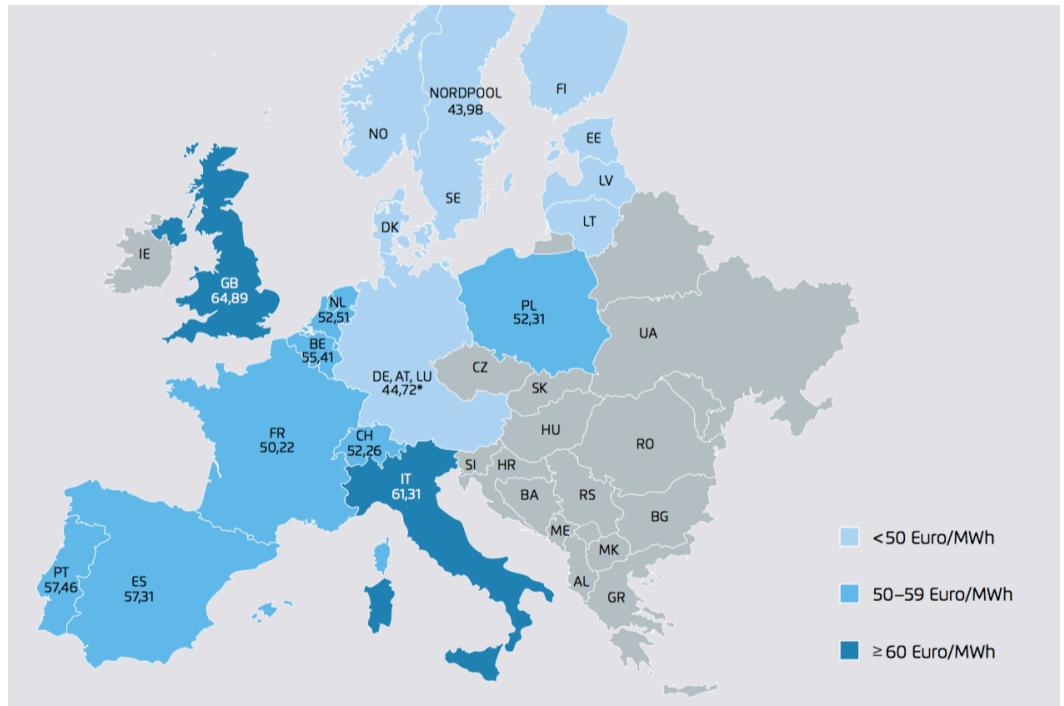 NORDPOOL
43,98
FI
NO
EE
LV
SE
LT
DK
IE
GB
64,89
NL
52,51
PL
52,31
BE
55,41
UA
CZ
DE, AT, LU
44,72*
SK
FR
50,22
CH
52,26
HU
RO
SI
HR
IT
61,31
BA
RS
BG
ME
MK
PT
57,46
ES
57,31
AL
GR
<50 Euro/MWh
50–59 Euro/MWh
≥ 60 Euro/MWh